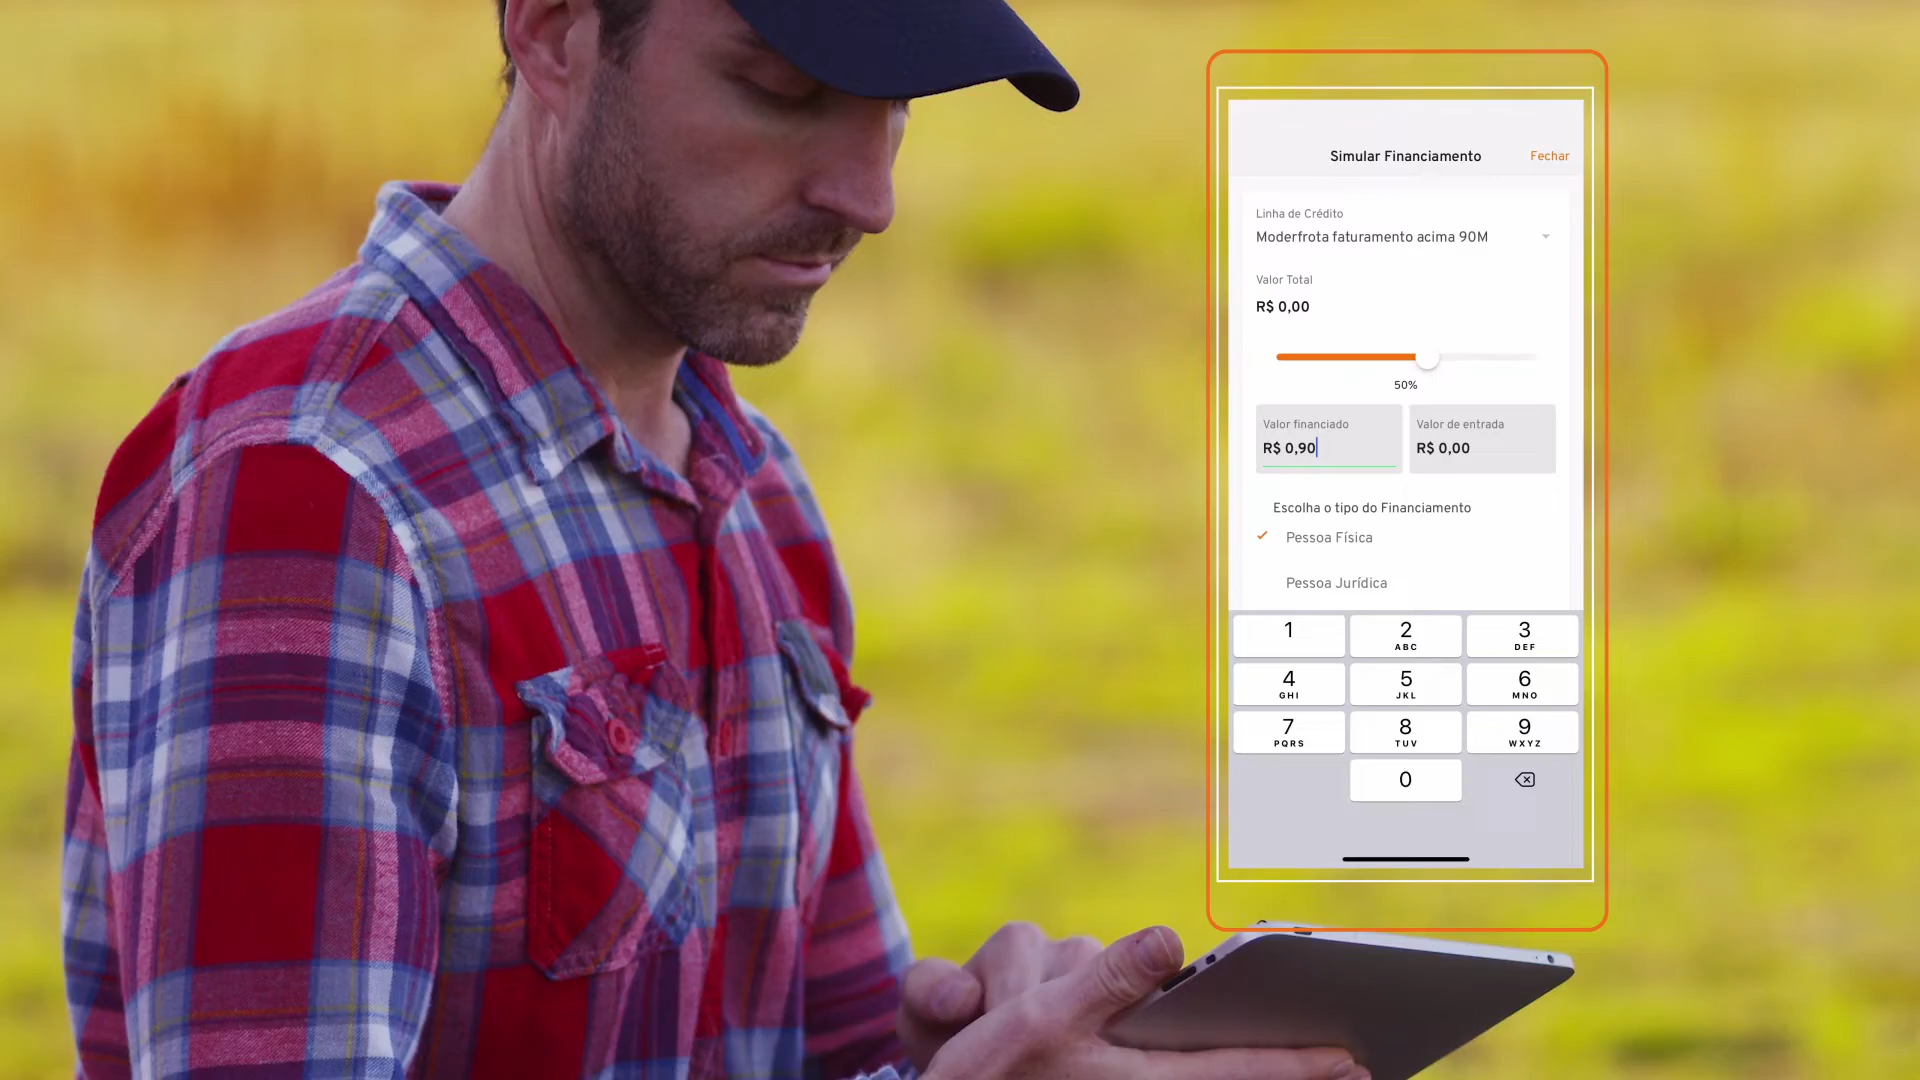 Simular Financiamento
Fechar
Linha de Crédito
Moderfrota faturamento acima 90M
Valor Total
R$ 0,00
50%
Valor financiado
Valor de entrada
R$ 0,90
R$ 0,00
Escolha o tipo do Financiamento
Pessoa Física
Pessoa Jurídica
1
2
3
ABC
DEF
4
5
6
GHI
JKL
MNO
7
8
9
PQRS
TUV
WXYZ
0